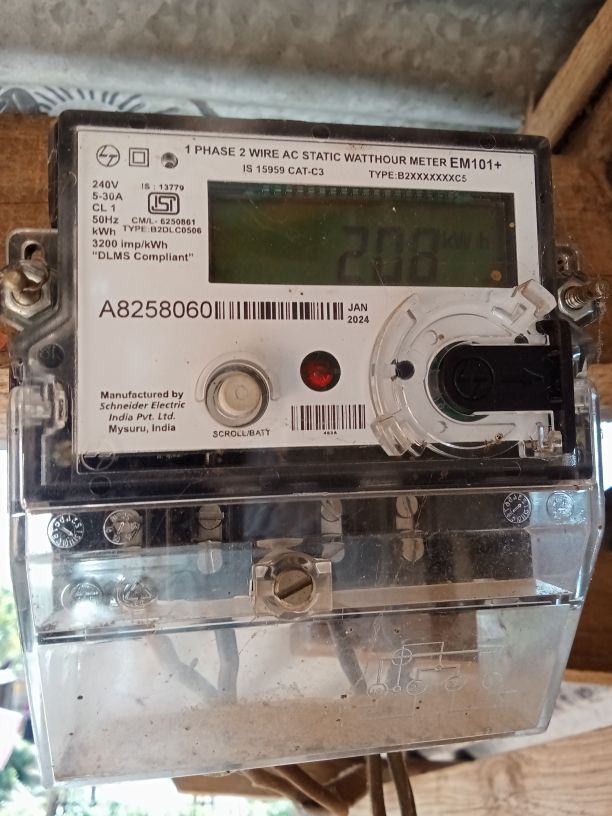 1 PHASE 2 WIRE AC STATIC WATTHOUR METER EM101+
IS 15959 CAT-C3 TYPE:B2XXXXXXXC5
240V
5-30A
CL 1
50Hz
kWh
3200 imp/kWh
"DLMS Compliant"
IS : 13779
ISI
CM/L- 6250861
TYPE:B2DLC0506
208 kWh
A8258060
JAN
2024
Manufactured by
Schneider Electric
India Pvt. Ltd.
Mysuru, India
SCROLL/BATT